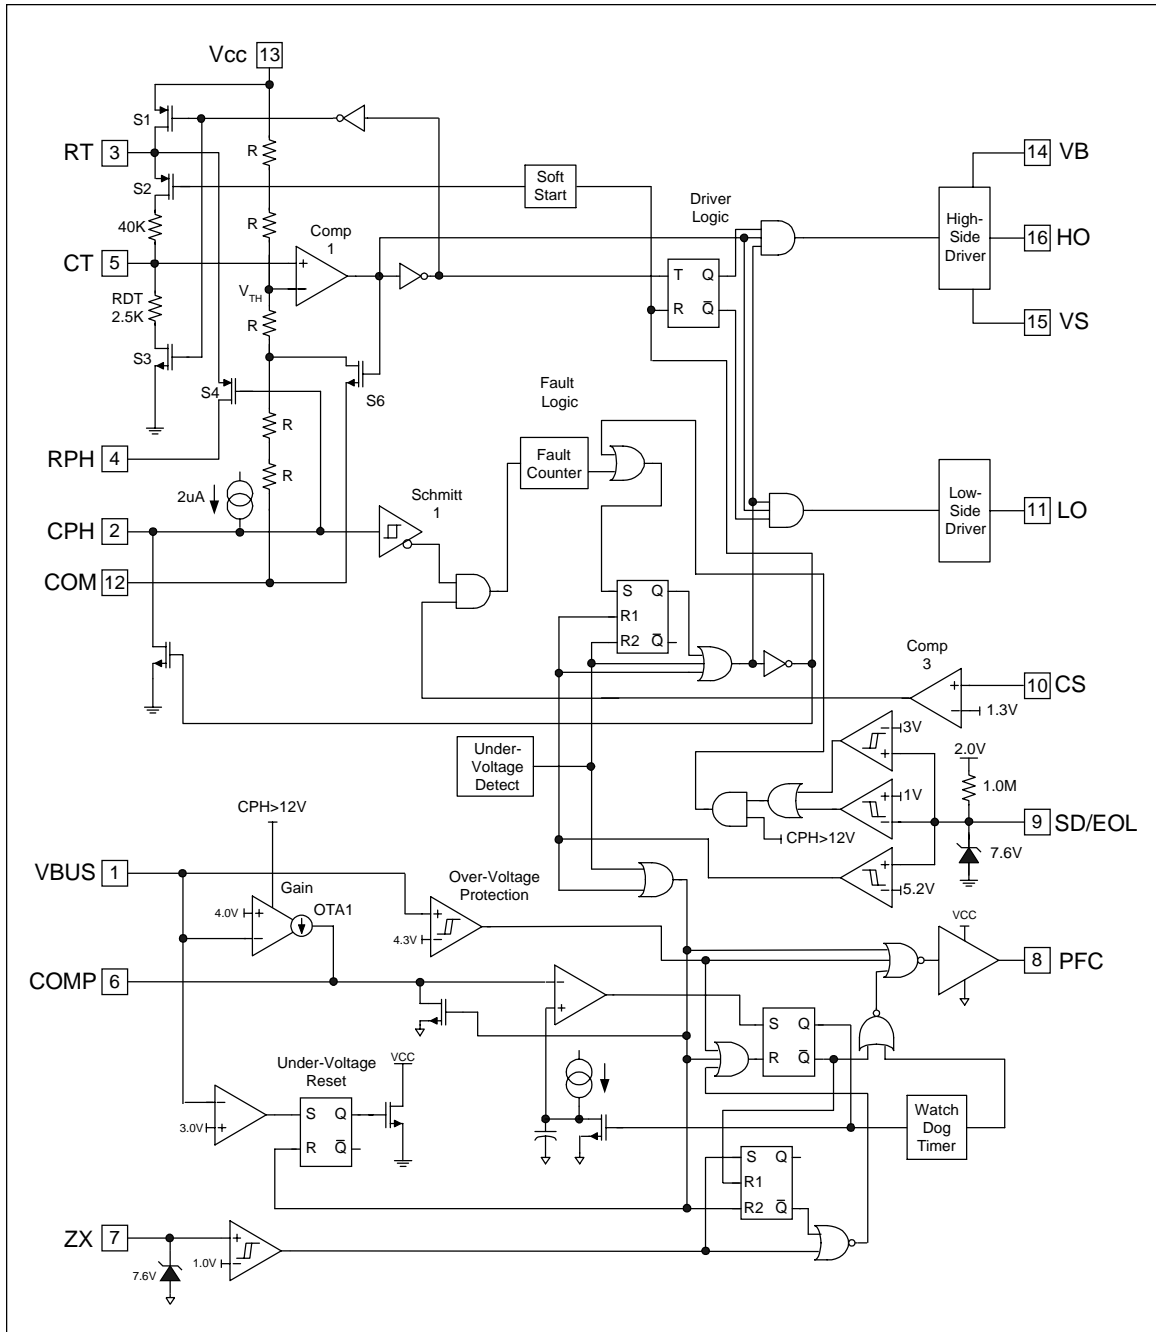 Vcc 13
S1
RT 3
R
S2
Soft
Start
Driver
Logic
14 VB
High-
Side
Driver
16 HO
40K
R
Comp
1
CT 5
+
−
T Q
R Q̅
VTH
RDT
2.5K
R
15 VS
S3
S4
S6
Fault
Logic
R
RPH 4
Fault
Counter
R
2uA
Schmitt
1
Low-
Side
Driver
11 LO
CPH 2
COM 12
S Q
R1
R2 Q̅
Comp
3
+
−
10 CS
1.3V
3V
−
+
2.0V
1.0M
Under-
Voltage
Detect
+
1V
−
9 SD/EOL
CPH>12V
CPH>12V
7.6V
VBUS 1
+
−
5.2V
Gain
Over-Voltage
Protection
4.0V
+
−
OTA1
+
4.3V
−
VCC
8 PFC
COMP 6
−
+
S Q
R Q̅
Under-Voltage
Reset
VCC
S Q
R Q̅
−
3.0V
+
Watch
Dog
Timer
S Q
R1
R2 Q̅
ZX 7
+
1.0V
−
7.6V